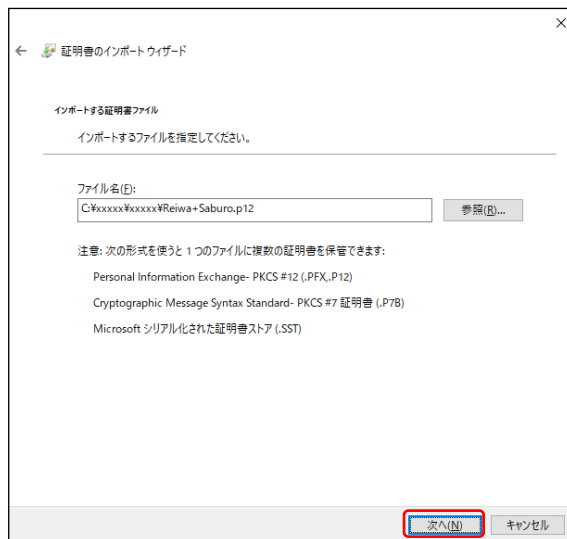 証明書のインポート ウィザード
インポートする証明書ファイル
インポートするファイルを指定してください。
ファイル名(F):
C:¥xxxxx¥xxxxx¥Reiwa+Saburo.p12
参照(R)...
注意: 次の形式を使うと 1 つのファイルに複数の証明書を保管できます:
Personal Information Exchange- PKCS #12 (.PFX,.P12)
Cryptographic Message Syntax Standard- PKCS #7 証明書 (.P7B)
Microsoft シリアル化された証明書ストア (.SST)
次へ(N)
キャンセル